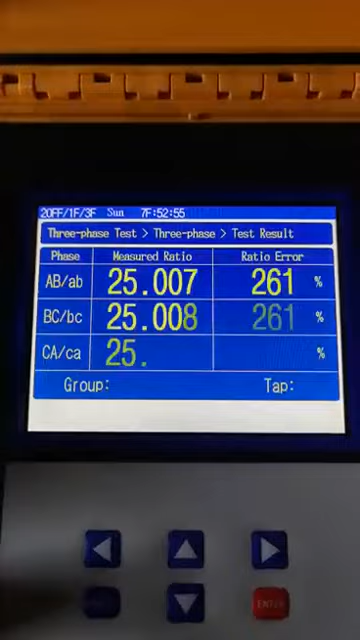 20FF/1F/3F Sun 7F:52:55
Three-phase Test > Three-phase > Test Result
Phase Measured Ratio Ratio Error
AB/ab 25.007 261 %
BC/bc 25.008 261 %
CA/ca 25. %
Group: Tap:
ENTER